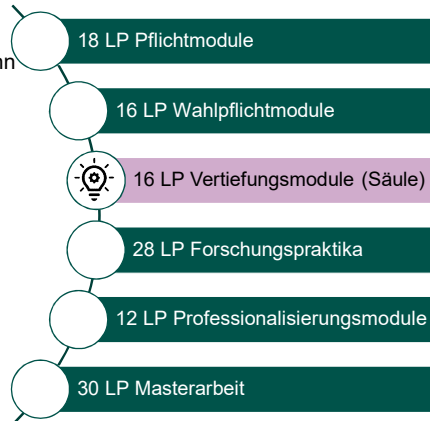 18 LP Pflichtmodule
nn
16 LP Wahlpflichtmodule
16 LP Vertiefungsmodule (Säule)
28 LP Forschungspraktika
12 LP Professionalisierungsmodule
30 LP Masterarbeit